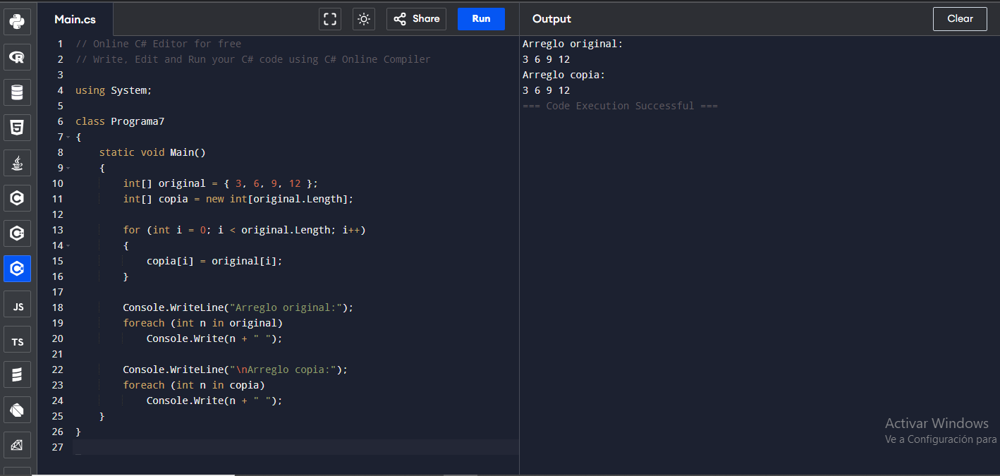 Main.cs
Share
Run
Output
Clear
1 // Online C# Editor for free
2 // Write, Edit and Run your C# code using C# Online Compiler
3
4 using System;
5
6 class Programa7
7 {
8 static void Main()
9 {
10 int[] original = { 3, 6, 9, 12 };
11 int[] copia = new int[original.Length];
12
13 for (int i = 0; i < original.Length; i++)
14 {
15 copia[i] = original[i];
16 }
17
18 Console.WriteLine("Arreglo original:");
19 foreach (int n in original)
20 Console.Write(n + " ");
21
22 Console.WriteLine("\nArreglo copia:");
23 foreach (int n in copia)
24 Console.Write(n + " ");
25 }
26 }
27
Arreglo original:
3 6 9 12
Arreglo copia:
3 6 9 12
=== Code Execution Successful ===
R
5
C
C
C
JS
TS
Activar Windows
Ve a Configuración para